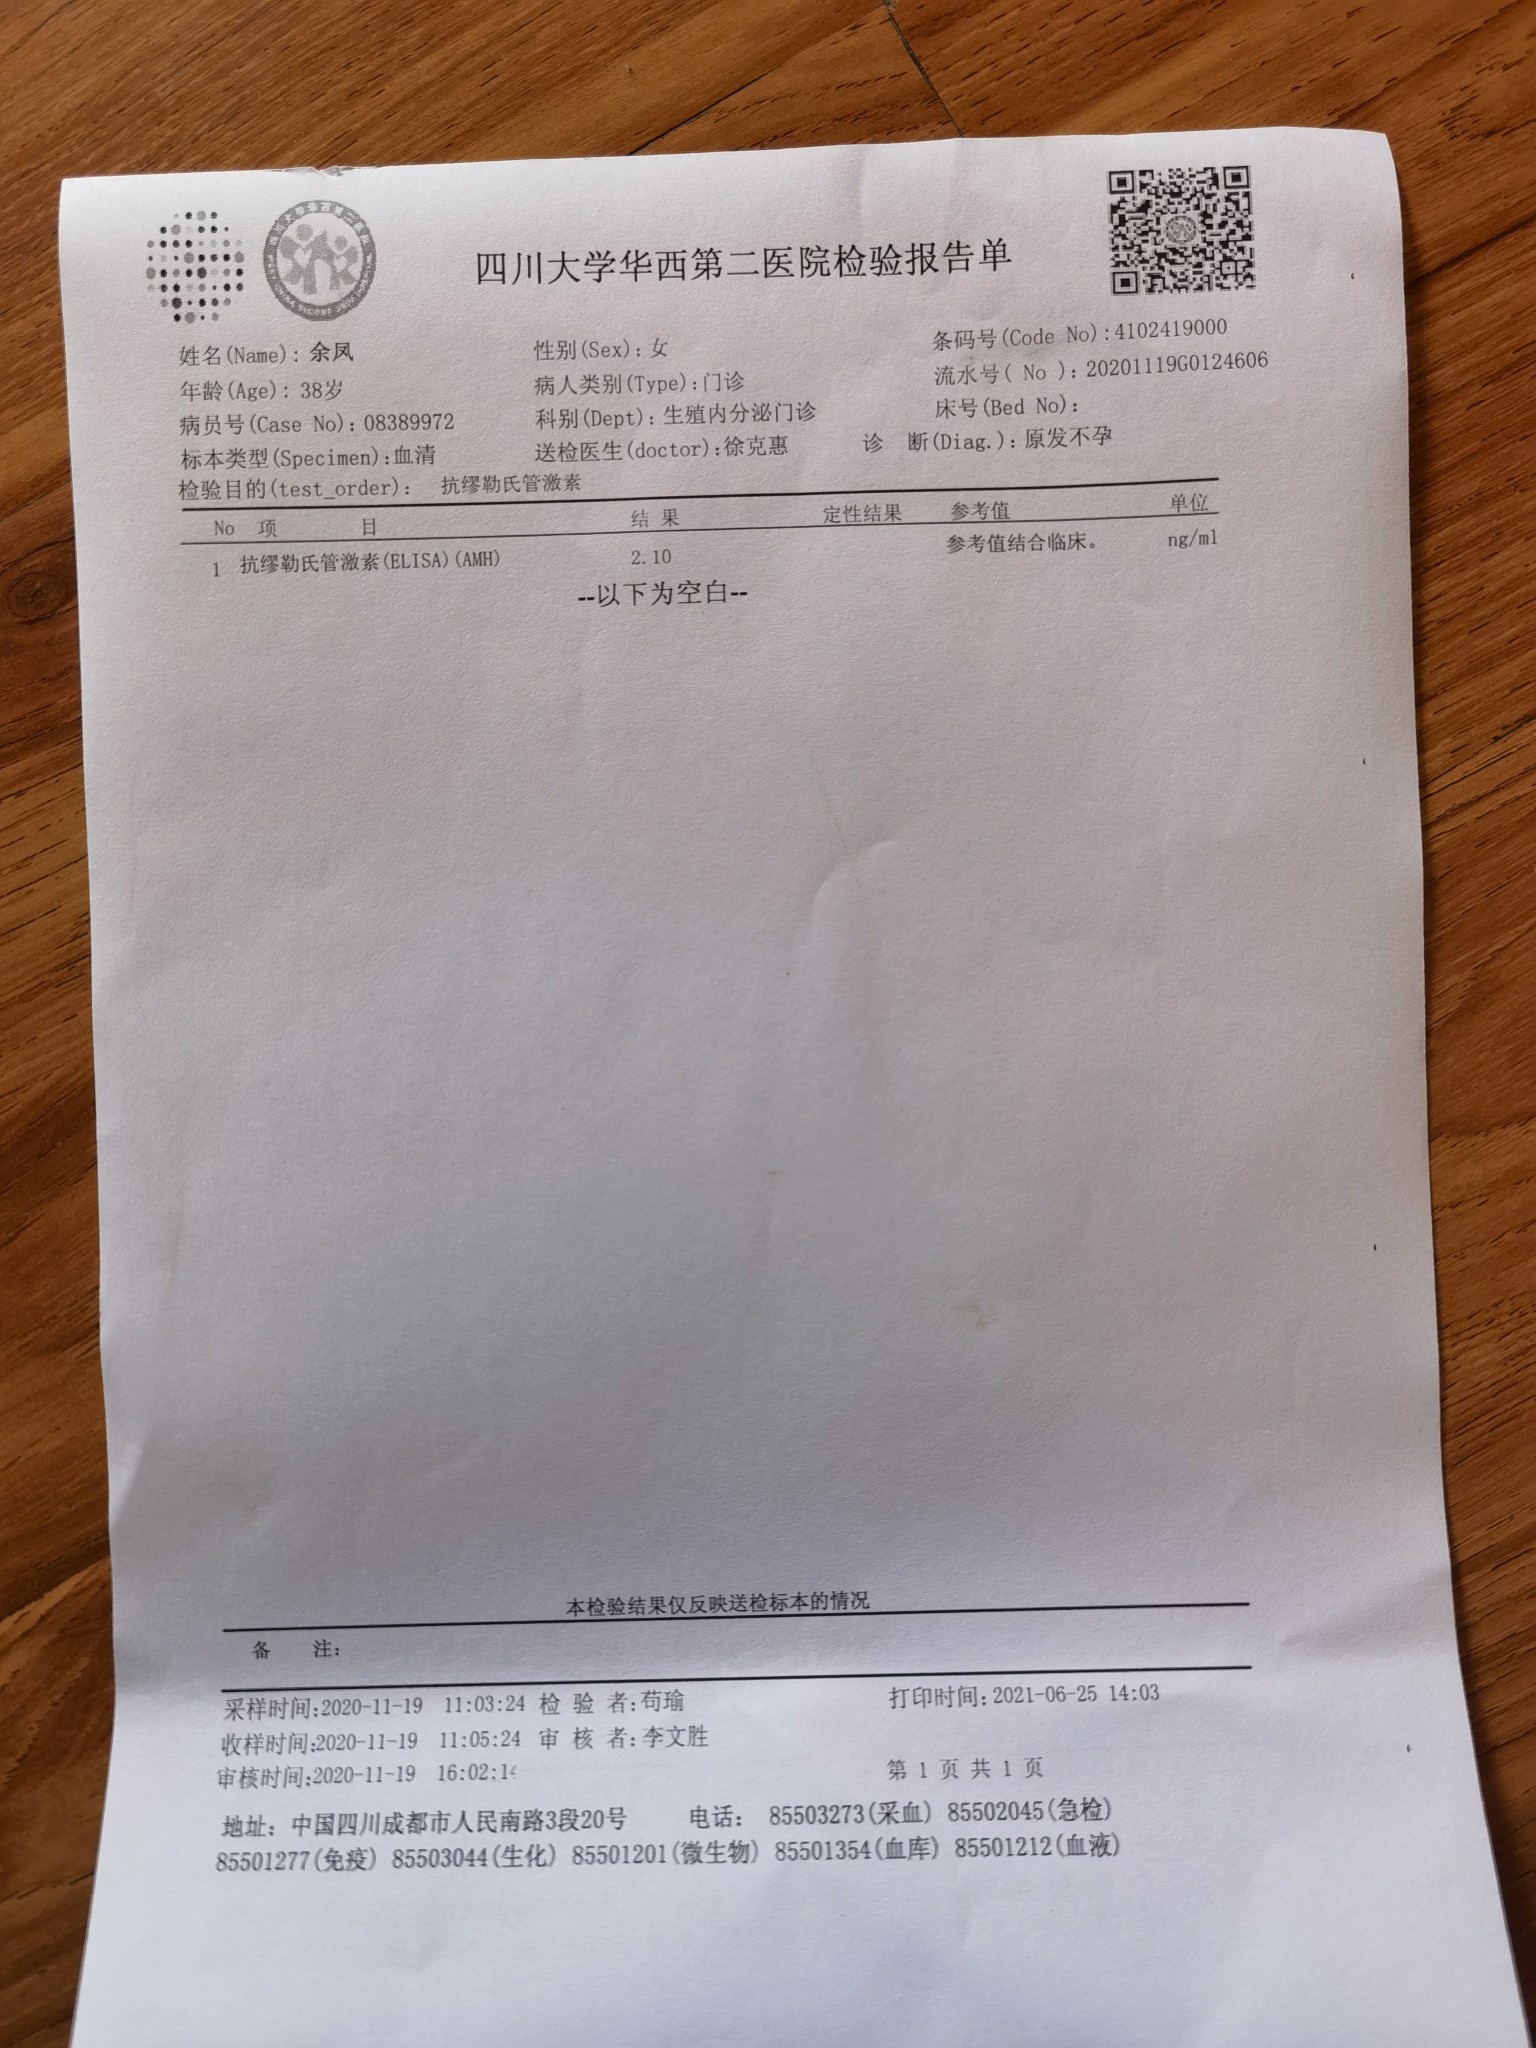 四川大学华西第二医院检验报告单
姓名(Name): 余凤 性别(Sex): 女 条码号(Code No):4102419000
年龄(Age): 38岁 病人类别(Type):门诊 流水号( No ): 20201119G0124606
病员号(Case No): 08389972 科别(Dept): 生殖内分泌门诊 床号(Bed No):
标本类型(Specimen):血清 送检医生(doctor):徐克惠 诊 断(Diag.): 原发不孕
检验目的(test_order): 抗缪勒氏管激素
No 项 目 结 果 定性结果 参考值 单位
1 抗缪勒氏管激素(ELISA)(AMH) 2.10 参考值结合临床。 ng/ml
--以下为空白--
本检验结果仅反映送检标本的情况
备 注:
采样时间:2020-11-19 11:03:24 检 验 者:苟瑜 打印时间:2021-06-25 14:03
收样时间:2020-11-19 11:05:24 审 核 者:李文胜
审核时间:2020-11-19 16:02:14 第 1 页 共 1 页
地址: 中国四川成都市人民南路3段20号 电话: 85503273(采血) 85502045(急检)
85501277(免疫) 85503044(生化) 85501201(微生物) 85501354(血库) 85501212(血液)